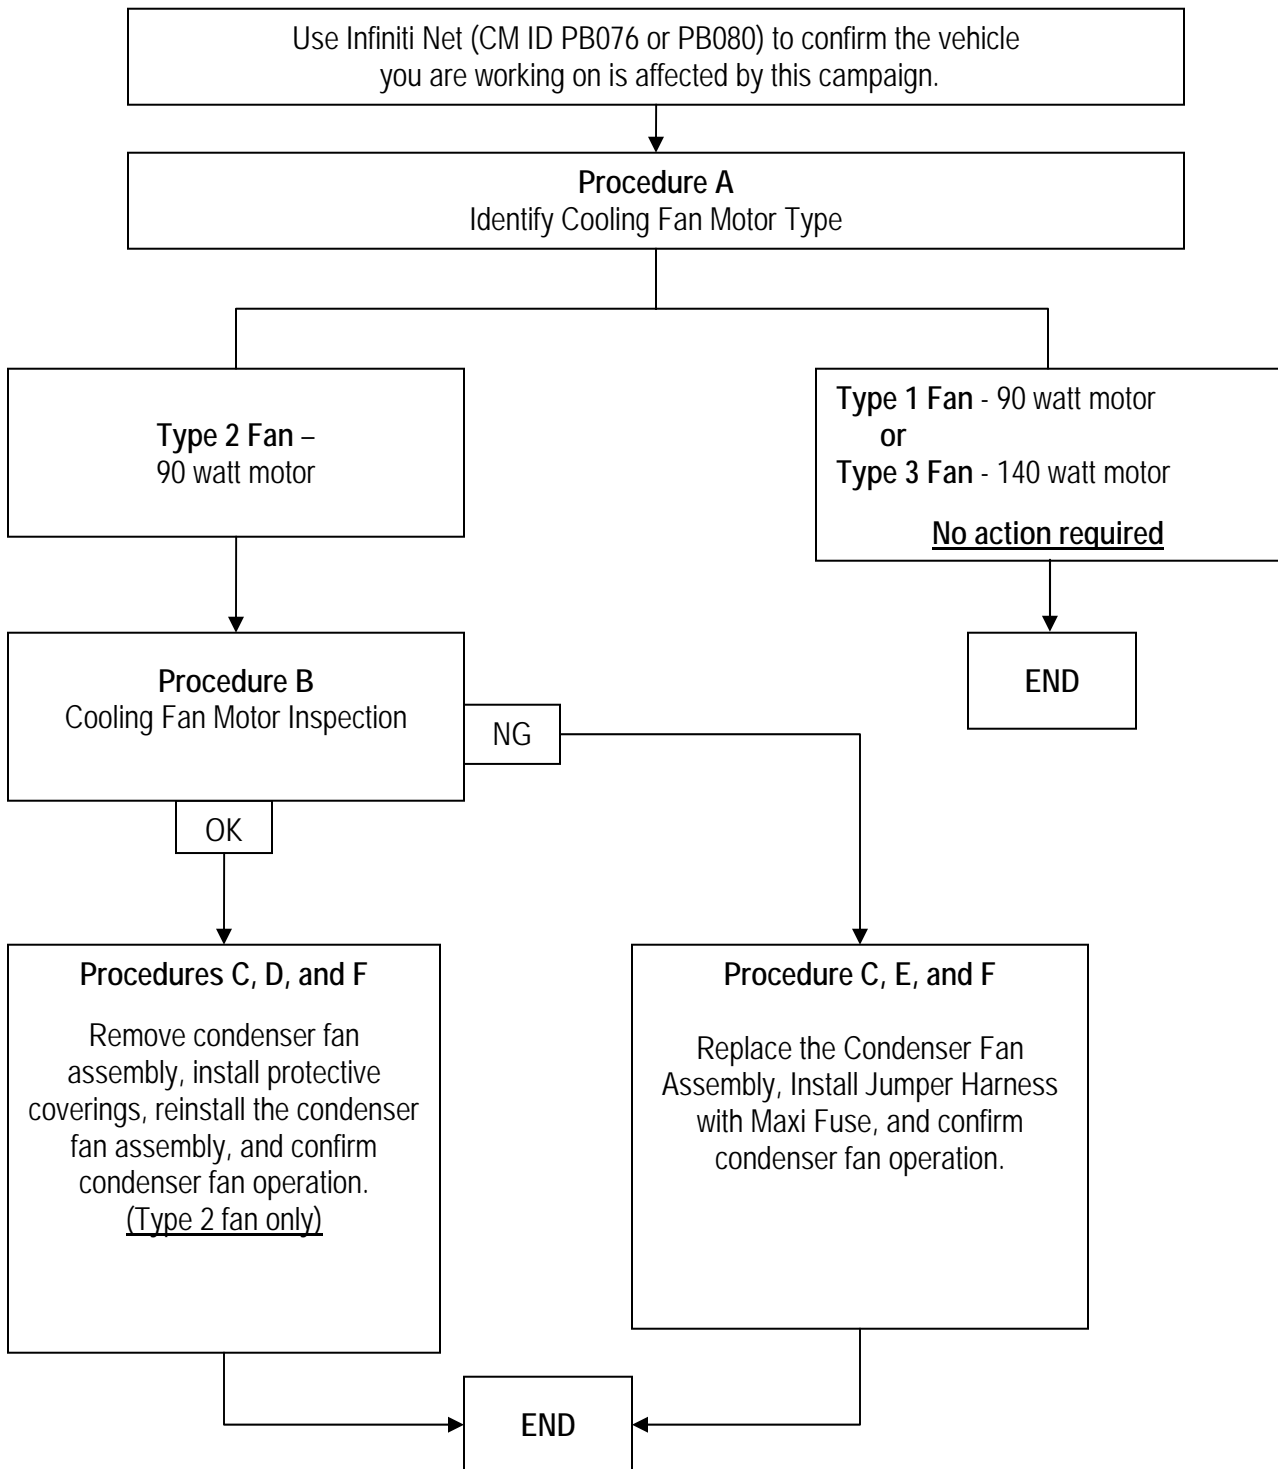 Use Infiniti Net (CM ID PB076 or PB080) to confirm the vehicle
you are working on is affected by this campaign.
Procedure A
Identify Cooling Fan Motor Type
Type 2 Fan –
90 watt motor
Type 1 Fan - 90 watt motor
or
Type 3 Fan - 140 watt motor
No action required
END
Procedure B
Cooling Fan Motor Inspection
NG
OK
Procedures C, D, and F
Remove condenser fan
assembly, install protective
coverings, reinstall the condenser
fan assembly, and confirm
condenser fan operation.
(Type 2 fan only)
Procedure C, E, and F
Replace the Condenser Fan
Assembly, Install Jumper Harness
with Maxi Fuse, and confirm
condenser fan operation.
END